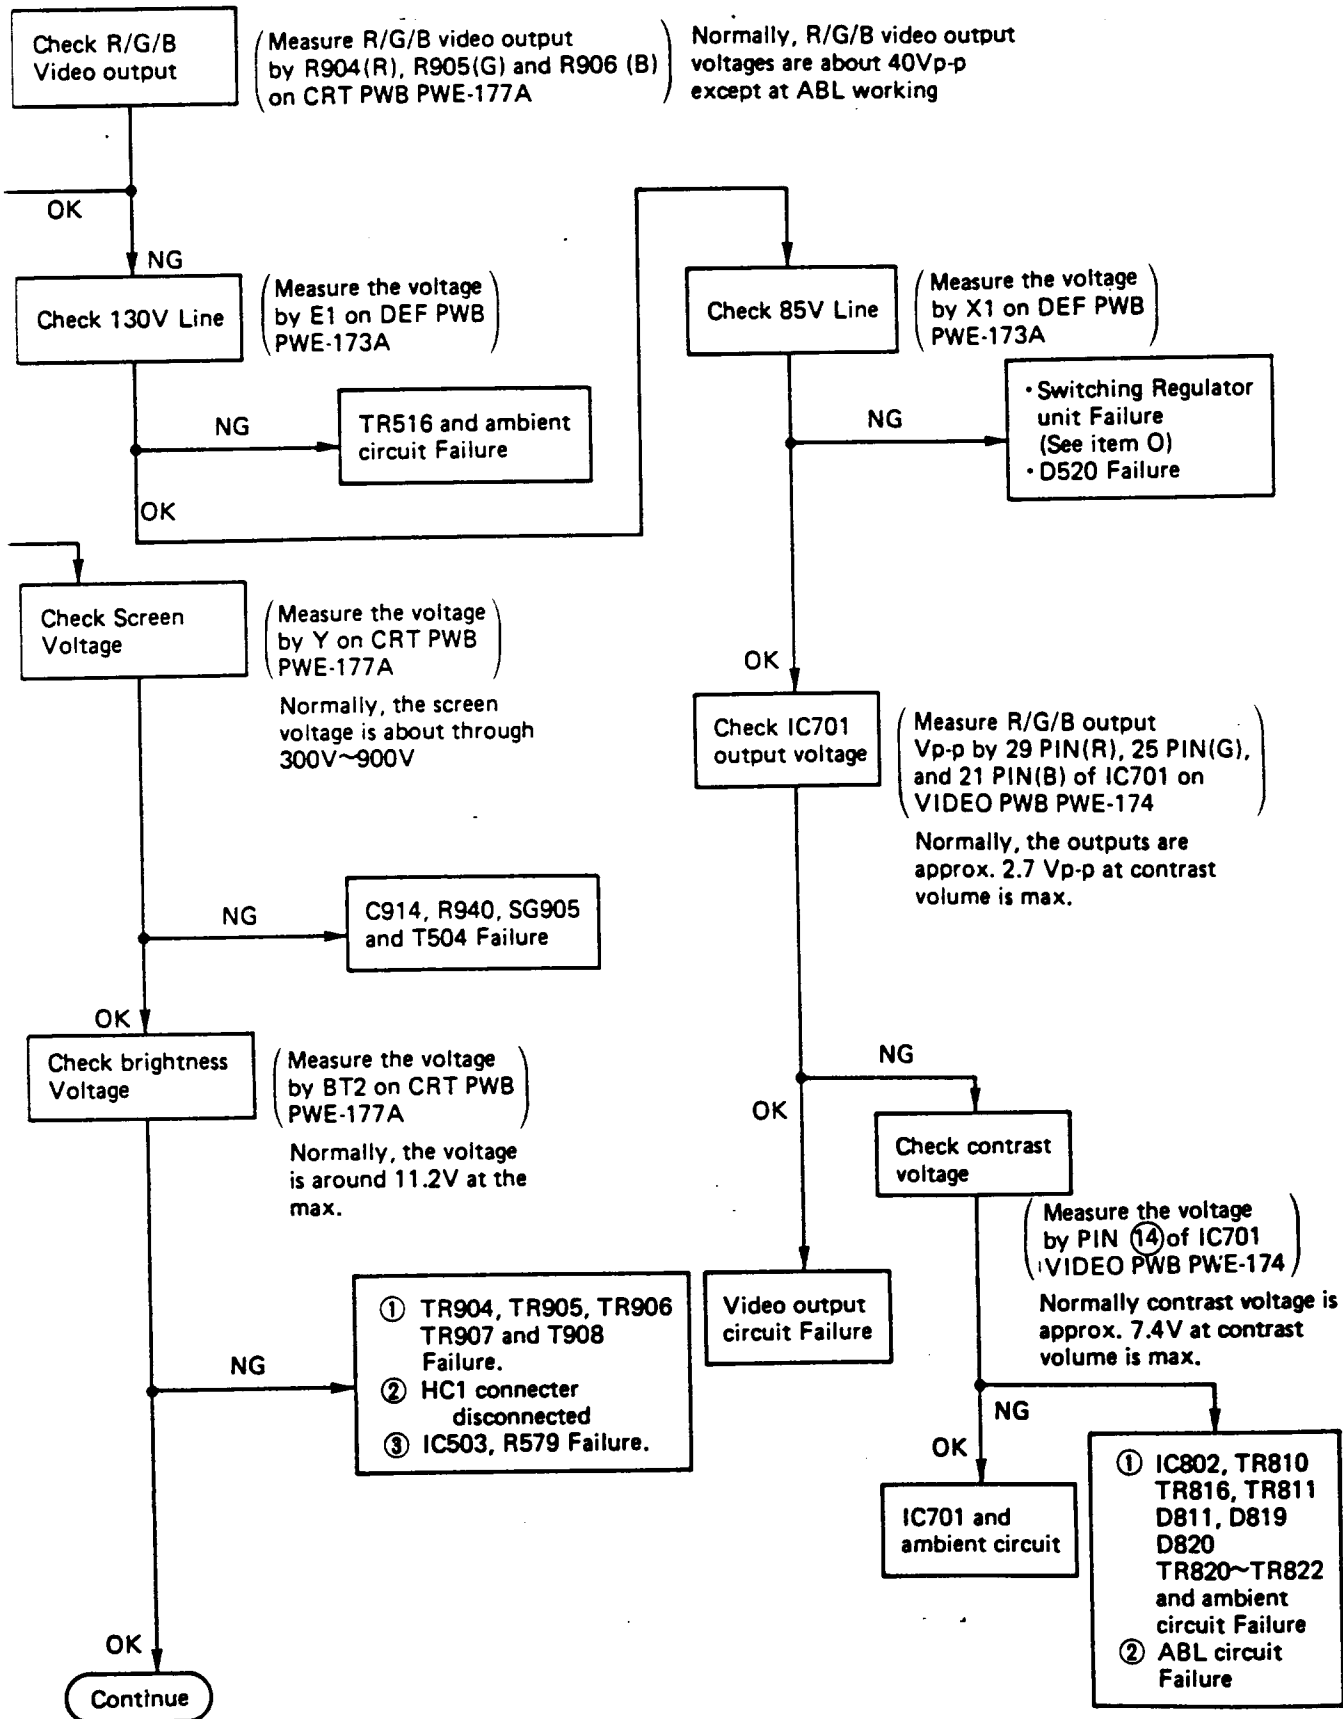 Check R/G/B
Video output
Measure R/G/B video output
by R904(R), R905(G) and R906 (B)
on CRT PWB PWE-177A
Normally, R/G/B video output
voltages are about 40Vp-p
except at ABL working
OK
NG
Check 130V Line
Measure the voltage
by E1 on DEF PWB
PWE-173A
NG
TR516 and ambient
circuit Failure
OK
Check 85V Line
Measure the voltage
by X1 on DEF PWB
PWE-173A
NG
· Switching Regulator
unit Failure
(See item O)
· D520 Failure
Check Screen
Voltage
Measure the voltage
by Y on CRT PWB
PWE-177A
Normally, the screen
voltage is about through
300V~900V
OK
Check IC701
output voltage
Measure R/G/B output
Vp-p by 29 PIN(R), 25 PIN(G),
and 21 PIN(B) of IC701 on
VIDEO PWB PWE-174
Normally, the outputs are
approx. 2.7 Vp-p at contrast
volume is max.
NG
C914, R940, SG905
and T504 Failure
OK
Check brightness
Voltage
Measure the voltage
by BT2 on CRT PWB
PWE-177A
Normally, the voltage
is around 11.2V at the
max.
NG
OK
Check contrast
voltage
Measure the voltage
by PIN ⑭ of IC701
VIDEO PWB PWE-174
Normally contrast voltage is
approx. 7.4V at contrast
volume is max.
Video output
circuit Failure
NG
① TR904, TR905, TR906
TR907 and T908
Failure.
② HC1 connecter
disconnected
③ IC503, R579 Failure.
NG
OK
IC701 and
ambient circuit
① IC802, TR810
TR816, TR811
D811, D819
D820
TR820~TR822
and ambient
circuit Failure
② ABL circuit
Failure
OK
Continue